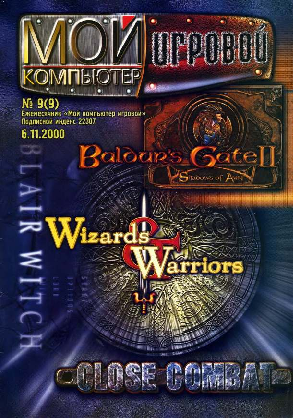 МОЙ
КОМПЬЮТЕР
ИГРОВОЙ
№ 9(9)
Ежемесячник «Мой компьютер игровой»
Подписной индекс 22307
6.11.2000
Baldur's Gate II
Shadows of Amn
BLAIR WITCH
Wizards & Warriors
CLOSE COMBAT